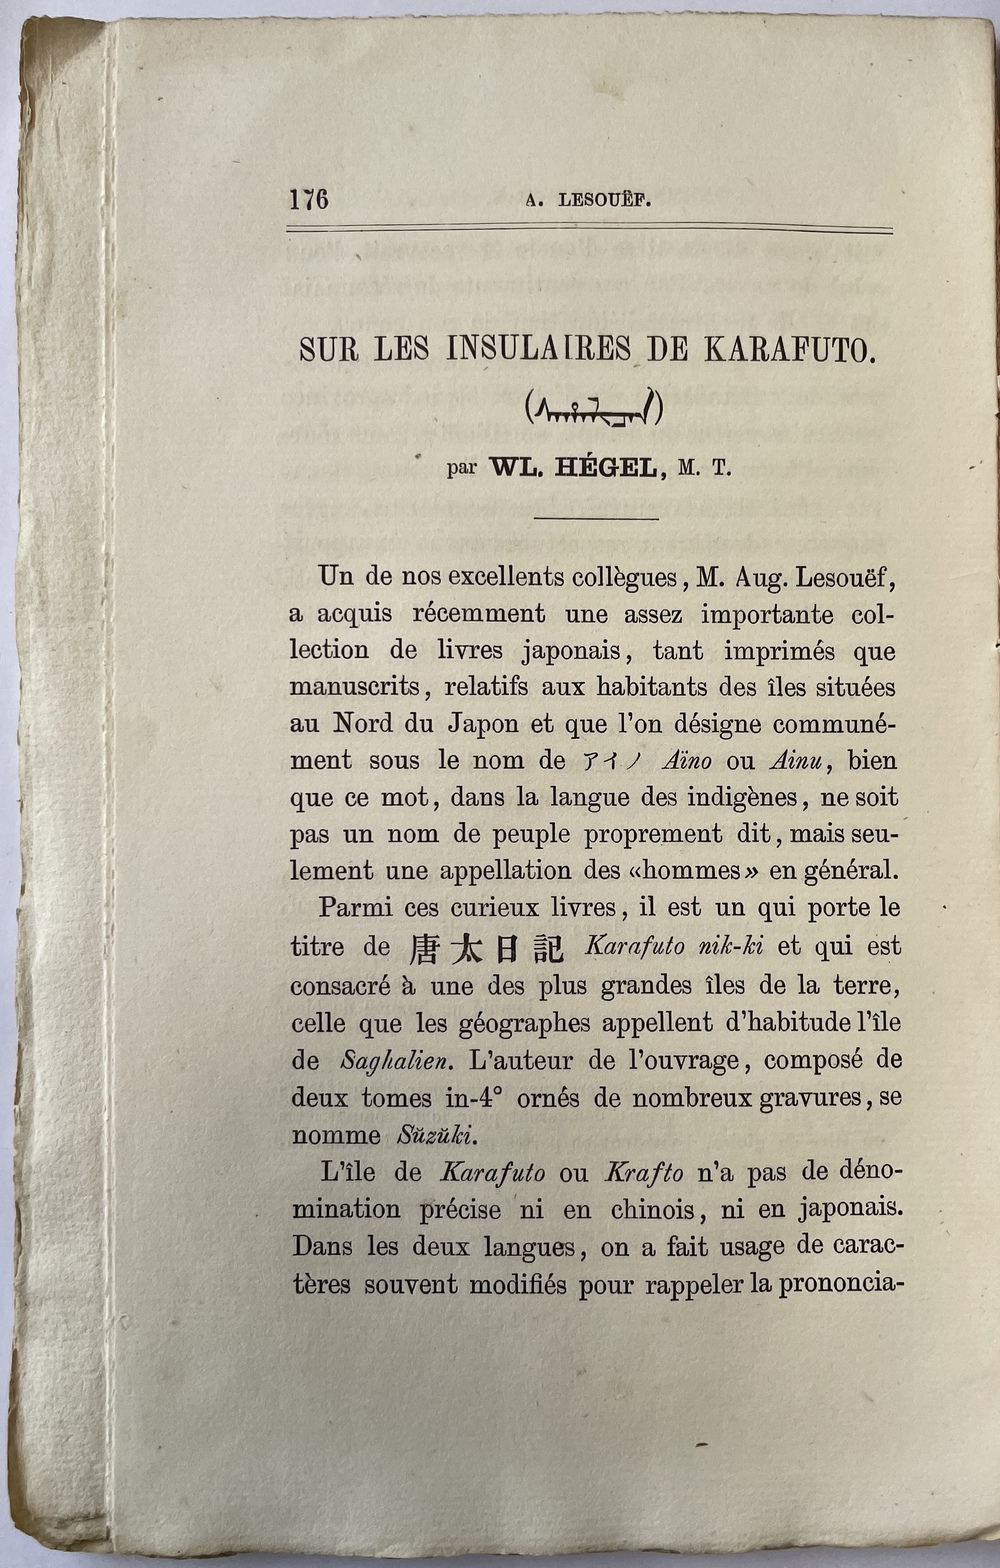 176
A. LESOUËF.
SUR LES INSULAIRES DE KARAFUTO.
par WL. HÉGEL, M. T.
Un de nos excellents collègues, M. Aug. Lesouëf,
a acquis récemment une assez importante col-
lection de livres japonais, tant imprimés que
manuscrits, relatifs aux habitants des îles situées
au Nord du Japon et que l'on désigne communé-
ment sous le nom de アイノ Aïno ou Ainu, bien
que ce mot, dans la langue des indigènes, ne soit
pas un nom de peuple proprement dit, mais seu-
lement une appellation des «hommes» en général.
Parmi ces curieux livres, il est un qui porte le
titre de 唐太日記 Karafuto nik-ki et qui est
consacré à une des plus grandes îles de la terre,
celle que les géographes appellent d'habitude l'île
de Saghalien. L'auteur de l'ouvrage, composé de
deux tomes in-4° ornés de nombreux gravures, se
nomme Sŭzŭki.
L'île de Karafuto ou Krafto n'a pas de déno-
mination précise ni en chinois, ni en japonais.
Dans les deux langues, on a fait usage de carac-
tères souvent modifiés pour rappeler la prononcia-